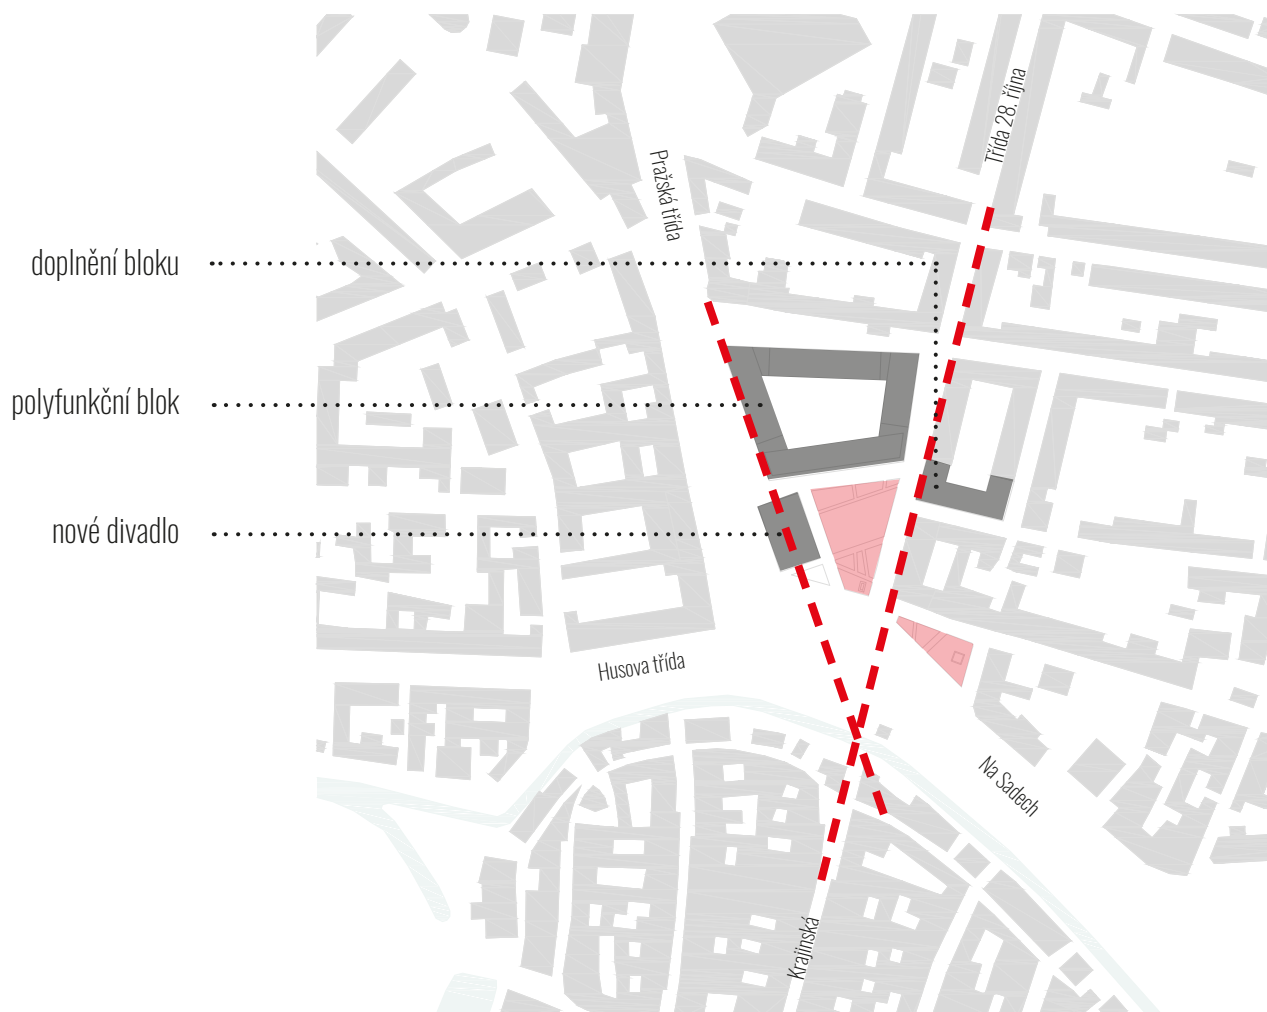 Třída 28. října
Pražská třída
doplnění bloku
polyfunkční blok
nové divadlo
Husova třída
Na Sadech
Krajinská